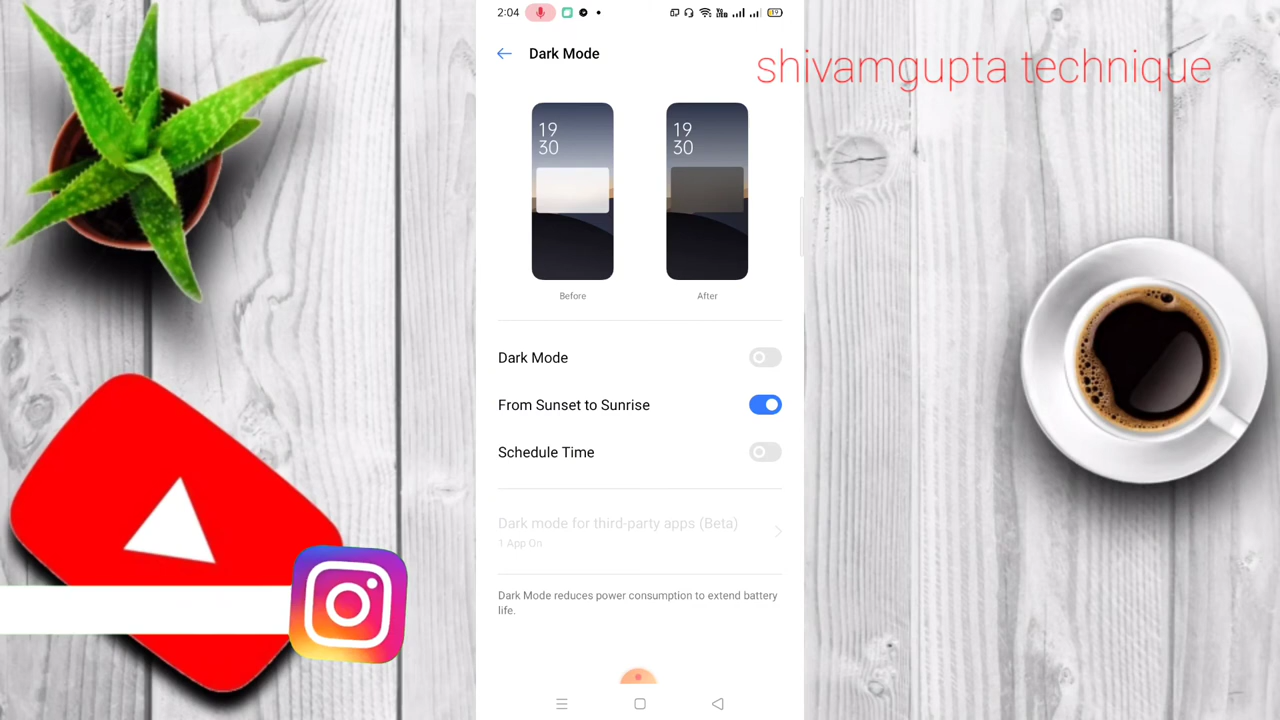 2:04
Dark Mode
shivamgupta technique
19
30
19
30
Before
After
Dark Mode
From Sunset to Sunrise
Schedule Time
Dark mode for third-party apps (Beta)
1 App On
Dark Mode reduces power consumption to extend battery
life.